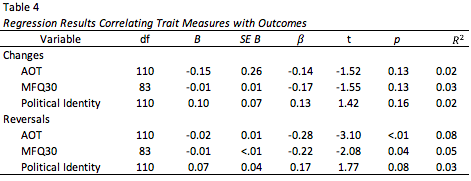 Table 4
Regression Results Correlating Trait Measures with Outcomes
Variable df B SE B β t p R²
Changes
AOT 110 -0.15 0.26 -0.14 -1.52 0.13 0.02
MFQ30 83 -0.01 0.01 -0.17 -1.55 0.13 0.03
Political Identity 110 0.10 0.07 0.13 1.42 0.16 0.02
Reversals
AOT 110 -0.02 0.01 -0.28 -3.10 <.01 0.08
MFQ30 83 -0.01 <.01 -0.22 -2.08 0.04 0.05
Political Identity 110 0.07 0.04 0.17 1.77 0.08 0.03